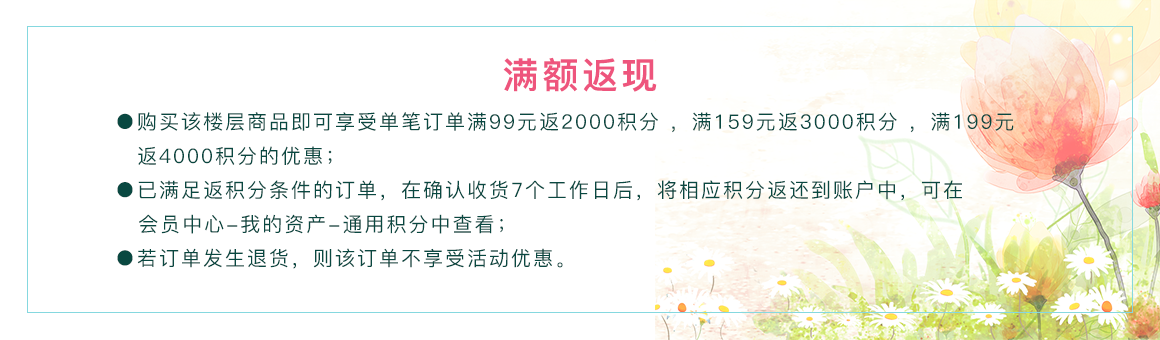 满额返现
●购买该楼层商品即可享受单笔订单满99元返2000积分 ，满159元返3000积分 ，满199元
返4000积分的优惠；
●已满足返积分条件的订单，在确认收货7个工作日后，将相应积分返还到账户中，可在
会员中心–我的资产–通用积分中查看；
●若订单发生退货，则该订单不享受活动优惠。